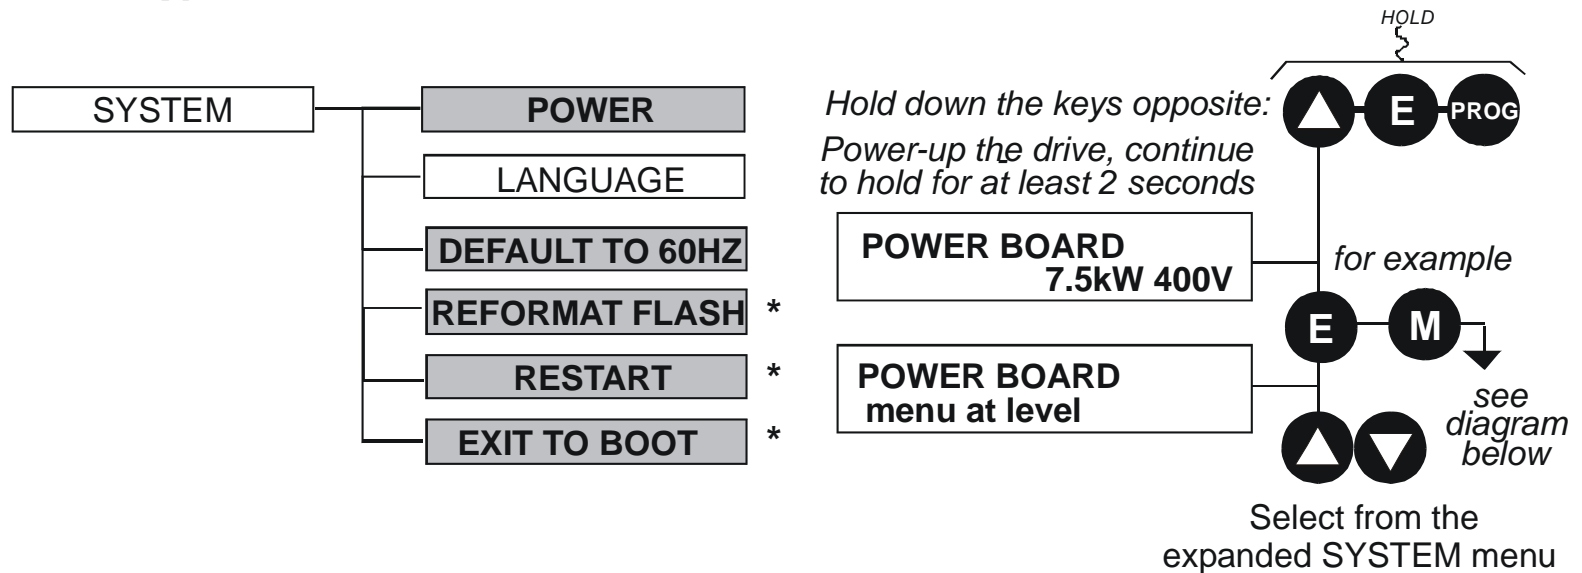 HOLD
SYSTEM
POWER
LANGUAGE
DEFAULT TO 60HZ
REFORMAT FLASH *
RESTART *
EXIT TO BOOT *
Hold down the keys opposite:
E
PROG
Power-up the drive, continue
to hold for at least 2 seconds
POWER BOARD
7.5kW 400V
for example
E
M
POWER BOARD
menu at level
see
diagram
below
Select from the
expanded SYSTEM menu